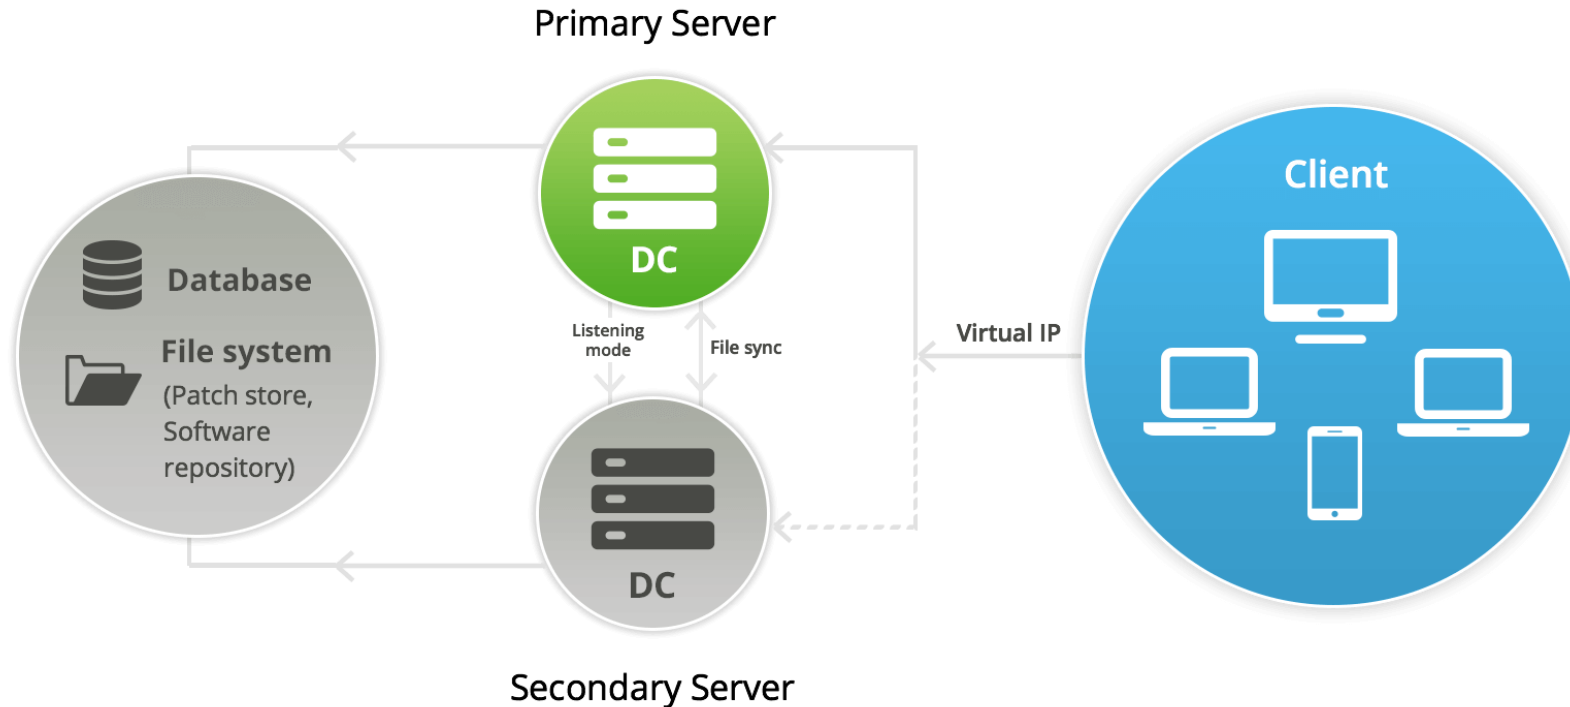 Primary Server
DC
Client
Database
File system
(Patch store,
Software
repository)
Listening
mode
File sync
Virtual IP
DC
Secondary Server